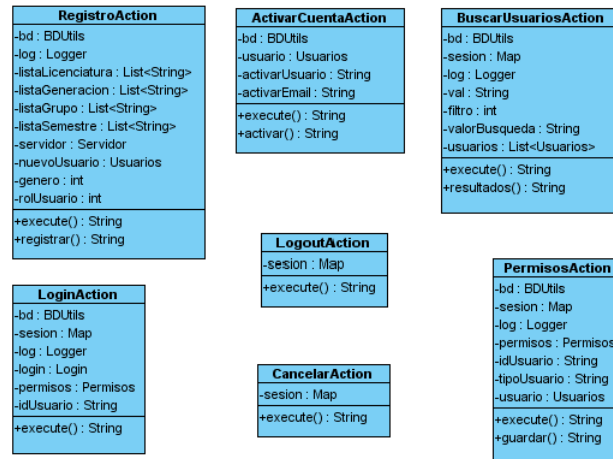 RegistroAction
-bd : BDUtils
-log : Logger
-listaLicenciatura : List<String>
-listaGeneracion : List<String>
-listaGrupo : List<String>
-listaSemestre : List<String>
-servidor : Servidor
-nuevoUsuario : Usuarios
-genero : int
-rolUsuario : int
+execute() : String
+registrar() : String
ActivarCuentaAction
-bd : BDUtils
-usuario : Usuarios
-activarUsuario : String
-activarEmail : String
+execute() : String
+activar() : String
BuscarUsuariosAction
-bd : BDUtils
-sesion : Map
-log : Logger
-val : String
-filtro : int
-valorBusqueda : String
-usuarios : List<Usuarios>
+execute() : String
+resultados() : String
LogoutAction
-sesion : Map
+execute() : String
LoginAction
-bd : BDUtils
-sesion : Map
-log : Logger
-login : Login
-permisos : Permisos
-idUsuario : String
+execute() : String
CancelarAction
-sesion : Map
+execute() : String
PermisosAction
-bd : BDUtils
-sesion : Map
-log : Logger
-permisos : Permisos
-idUsuario : String
-tipoUsuario : String
-usuario : Usuarios
+execute() : String
+guardar() : String